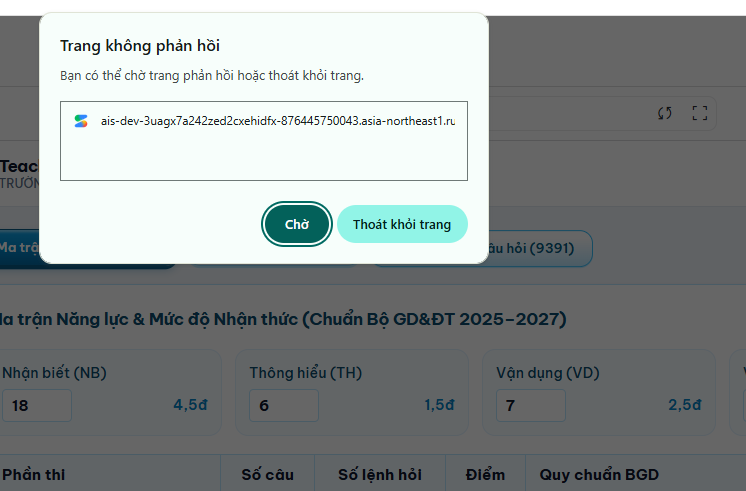 Trang không phản hồi
Bạn có thể chờ trang phản hồi hoặc thoát khỏi trang.
ais-dev-3uagx7a242zed2cxehidfx-876445750043.asia-northeast1.ru
Chờ
Thoát khỏi trang
Teac
TRƯỜN
Ma trậ
âu hỏi (9391)
Ma trận Năng lực & Mức độ Nhận thức (Chuẩn Bộ GD&ĐT 2025–2027)
Nhận biết (NB)
18
4,5đ
Thông hiểu (TH)
6
1,5đ
Vận dụng (VD)
7
2,5đ
Phần thi
Số câu
Số lệnh hỏi
Điểm
Quy chuẩn BGD